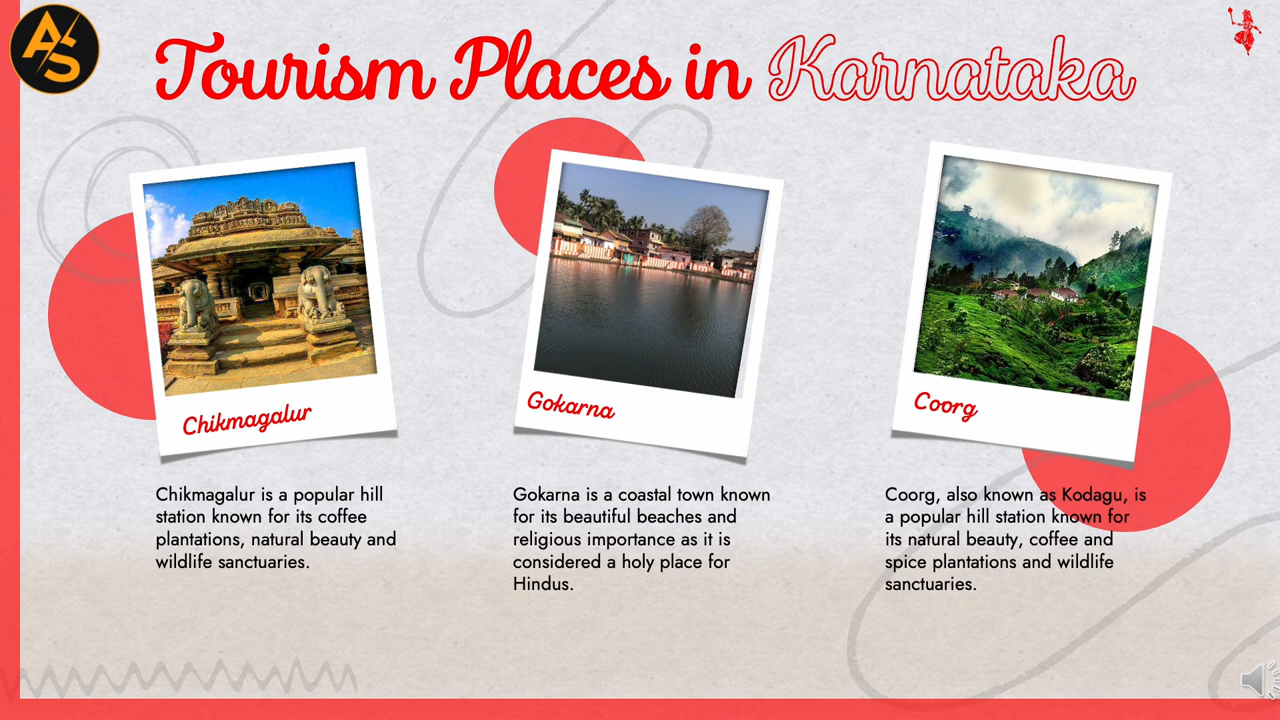 AS
Tourism Places in Karnataka
Chikmagalur
Gokarna
Coorg
Chikmagalur is a popular hill
station known for its coffee
plantations, natural beauty and
wildlife sanctuaries.
Gokarna is a coastal town known
for its beautiful beaches and
religious importance as it is
considered a holy place for
Hindus.
Coorg, also known as Kodagu, is
a popular hill station known for
its natural beauty, coffee and
spice plantations and wildlife
sanctuaries.